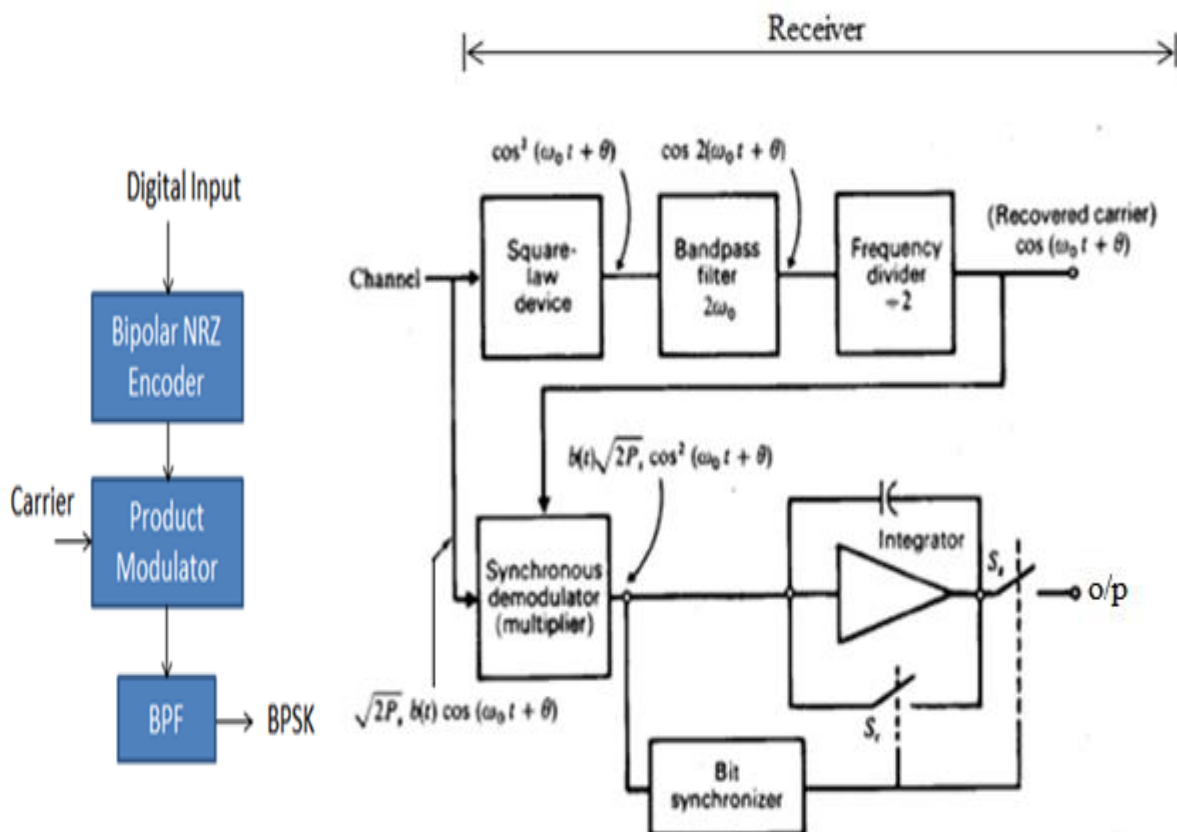 Receiver
Digital Input
Bipolar NRZ
Encoder
Carrier
Product
Modulator
BPF
BPSK
cos² (ω₀ t + θ)
cos 2(ω₀ t + θ)
(Recovered carrier)
cos (ω₀ t + θ)
Channel
Square-
law
device
Bandpass
filter
2ω₀
Frequency
divider
÷ 2
b(t)√2Pₛ cos² (ω₀ t + θ)
Synchronous
demodulator
(multiplier)
Integrator
Sₛ
o/p
√2Pₛ b(t) cos (ω₀ t + θ)
S꜀
Bit
synchronizer